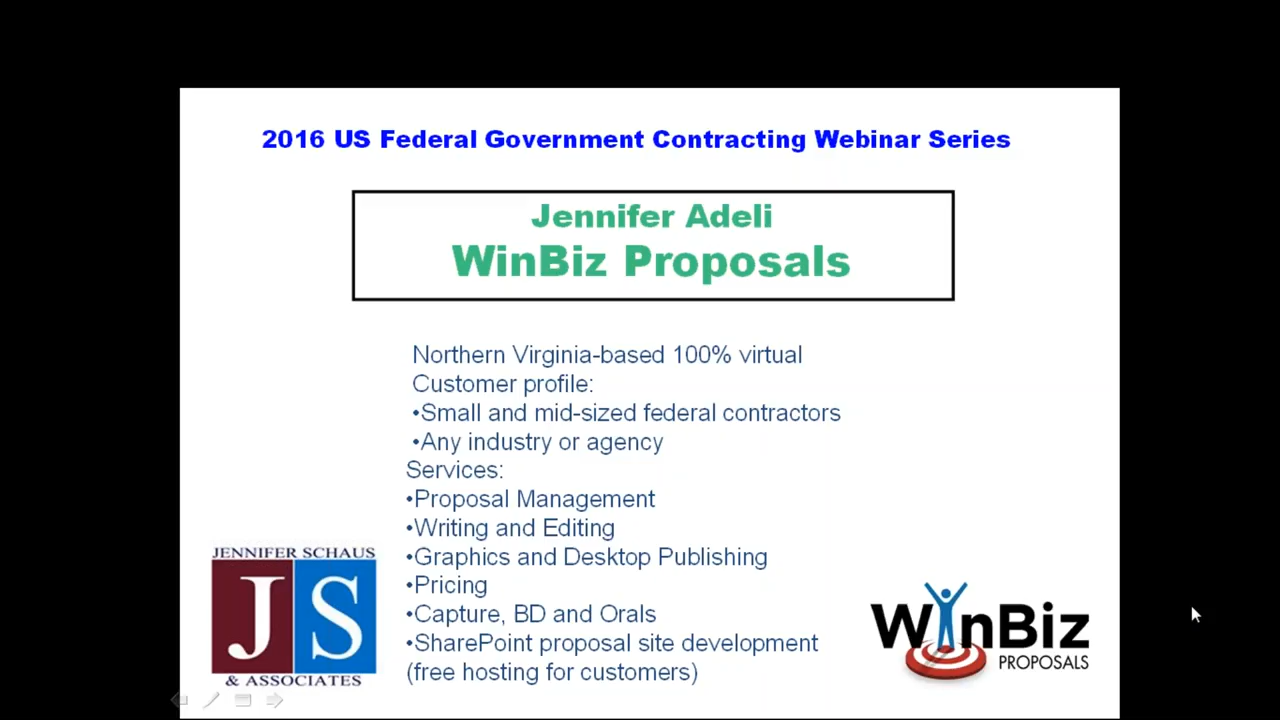 2016 US Federal Government Contracting Webinar Series
Jennifer Adeli
WinBiz Proposals
Northern Virginia-based 100% virtual
Customer profile:
•Small and mid-sized federal contractors
•Any industry or agency
Services:
•Proposal Management
•Writing and Editing
•Graphics and Desktop Publishing
•Pricing
•Capture, BD and Orals
•SharePoint proposal site development
(free hosting for customers)
JENNIFER SCHAUS
JS
& ASSOCIATES
WinBiz
PROPOSALS